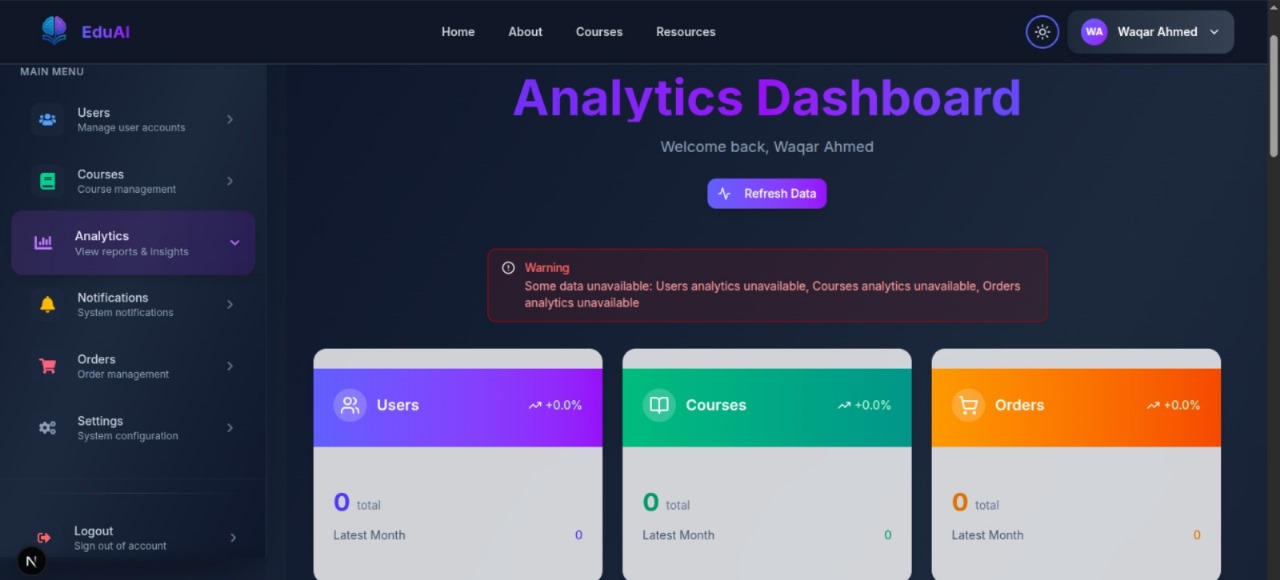 EduAI
Home
About
Courses
Resources
WA
Waqar Ahmed
MAIN MENU
Users
Manage user accounts
Courses
Course management
Analytics
View reports & insights
Notifications
System notifications
Orders
Order management
Settings
System configuration
Logout
Sign out of account
N
Analytics Dashboard
Welcome back, Waqar Ahmed
Refresh Data
Warning
Some data unavailable: Users analytics unavailable, Courses analytics unavailable, Orders
analytics unavailable
Users
+0.0%
0 total
Latest Month
0
Courses
+0.0%
0 total
Latest Month
0
Orders
+0.0%
0 total
Latest Month
0